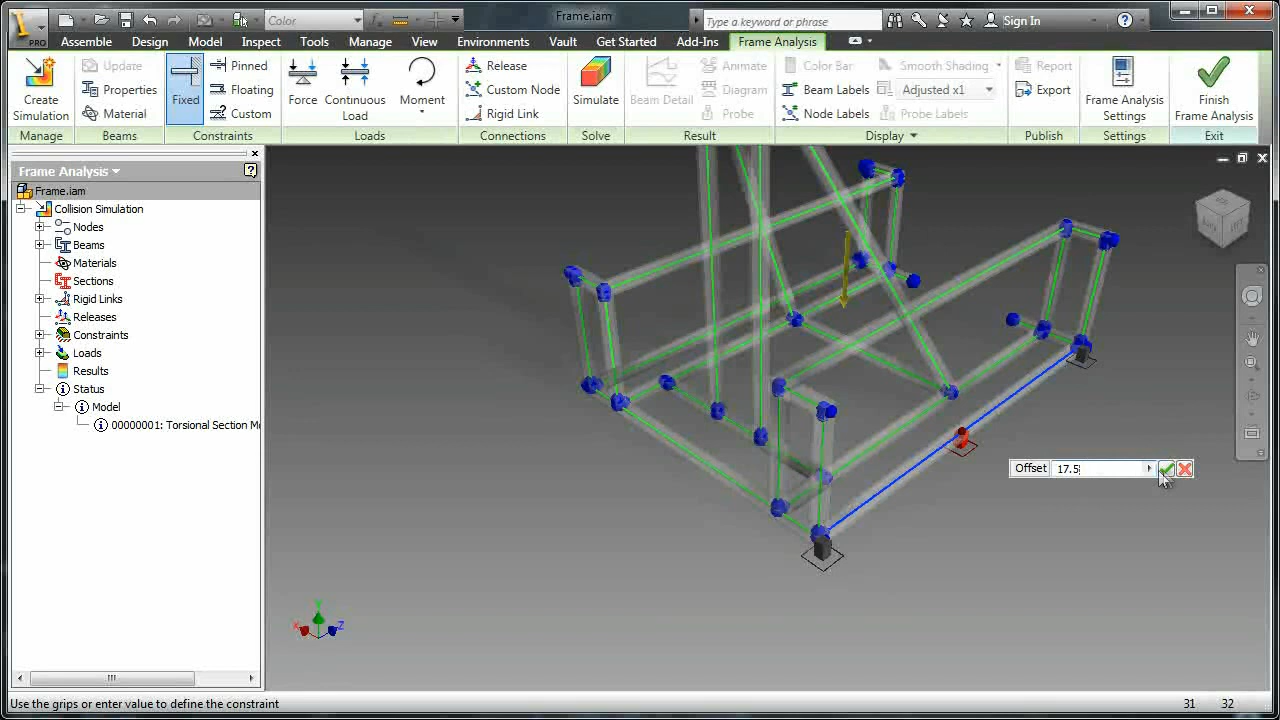 Frame.iam
Color
Type a keyword or phrase
Sign In
PRO
Assemble Design Model Inspect Tools Manage View Environments Vault Get Started Add-Ins Frame Analysis
Create Simulation
Manage
Update
Properties
Material
Beams
Fixed
Pinned
Floating
Custom
Constraints
Force
Continuous Load
Moment
Loads
Release
Custom Node
Rigid Link
Connections
Simulate
Solve
Beam Detail
Animate
Diagram
Probe
Result
Color Bar
Beam Labels
Node Labels
Smooth Shading
Adjusted x1
Probe Labels
Display
Report
Export
Publish
Frame Analysis Settings
Settings
Finish Frame Analysis
Exit
Frame Analysis
Frame.iam
Collision Simulation
Nodes
Beams
Materials
Sections
Rigid Links
Releases
Constraints
Loads
Results
Status
Model
00000001: Torsional Section M
Offset 17.5
Y
X
Z
Use the grips or enter value to define the constraint
31 32